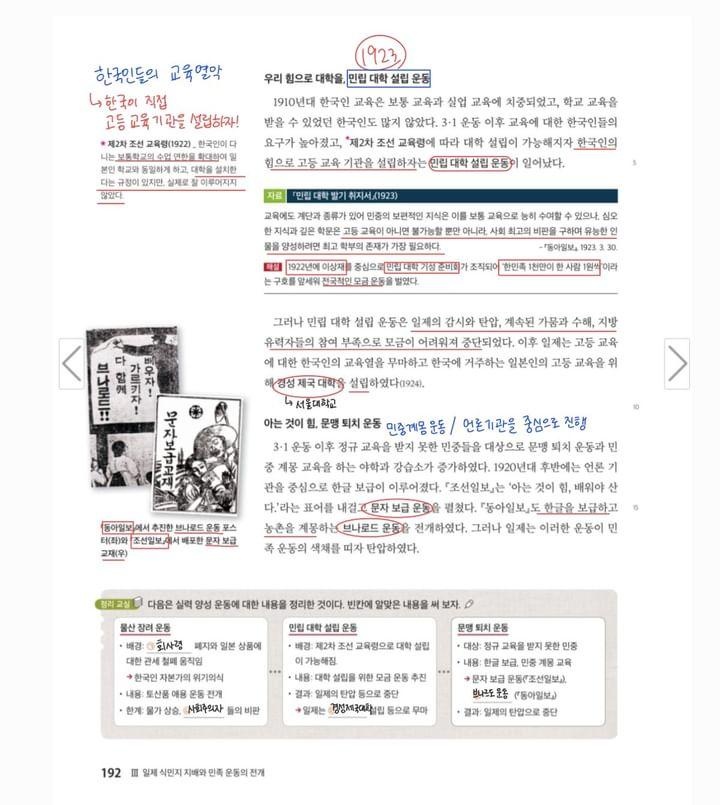 1923
한국인들의 교육열악
↳ 한국이 직접
고등교육기관을 설립하자!
* 제2차 조선 교육령(1922) _ 한국인이 다
니는 보통학교의 수업 연한을 확대하여 일
본인 학교와 동일하게 하고, 대학을 설치한
다는 규정이 있지만, 실제로 잘 이루어지지
않았다.
우리 힘으로 대학을, 민립 대학 설립 운동
1910년대 한국인 교육은 보통 교육과 실업 교육에 치중되었고, 학교 교육을
받을 수 있었던 한국인도 많지 않았다. 3·1 운동 이후 교육에 대한 한국인들의
요구가 높아졌고, *제2차 조선 교육령에 따라 대학 설립이 가능해지자 한국인의
힘으로 고등 교육 기관을 설립하자는 민립 대학 설립 운동이 일어났다.
5
자료 「민립 대학 발기 취지서」(1923)
교육에도 계단과 종류가 있어 민중의 보편적인 지식은 이를 보통 교육으로 능히 수여할 수 있으나, 심오
한 지식과 깊은 학문은 고등 교육이 아니면 불가능할 뿐만 아니라, 사회 최고의 비판을 구하며 유능한 인
물을 양성하려면 최고 학부의 존재가 가장 필요하다.
- 『동아일보』, 1923. 3. 30.
해설 1922년에 이상재를 중심으로 민립 대학 기성 준비회가 조직되어 '한민족 1천만이 한 사람 1원씩'이라
는 구호를 앞세워 전국적인 모금 운동을 벌였다.
그러나 민립 대학 설립 운동은 일제의 감시와 탄압, 계속된 가뭄과 수해, 지방
유력자들의 참여 부족으로 모금이 어려워져 중단되었다. 이후 일제는 고등 교육
에 대한 한국인의 교육열을 무마하고 한국에 거주하는 일본인의 고등 교육을 위
해 경성 제국 대학을 설립하였다(1924).
↳ 서울대학교
10
아는 것이 힘, 문맹 퇴치 운동 민중계몽운동 / 언론기관을 중심으로 진행
3·1 운동 이후 정규 교육을 받지 못한 민중들을 대상으로 문맹 퇴치 운동과 민
중 계몽 교육을 하는 야학과 강습소가 증가하였다. 1920년대 후반에는 언론 기
관을 중심으로 한글 보급이 이루어졌다. 『조선일보』는 '아는 것이 힘, 배워야 산
다.'라는 표어를 내걸고 문자 보급 운동을 펼쳤다. 『동아일보』도 한글을 보급하고
15
농촌을 계몽하는 브나로드 운동을 전개하였다. 그러나 일제는 이러한 운동이 민
족 운동의 색채를 띠자 탄압하였다.
배우자!
가르키자!
다함께
브나로드!!
문자보급교재
『동아일보』에서 추진한 브나로드 운동 포스
터(좌)와 『조선일보』에서 배포한 문자 보급
교재(우)
정리 교실 다음은 실력 양성 운동에 대한 내용을 정리한 것이다. 빈칸에 알맞은 내용을 써 보자.
물산 장려 운동
• 배경: 회사령 폐지와 일본 상품에
대한 관세 철폐 움직임
→ 한국인 자본가의 위기의식
• 내용: 토산품 애용 운동 전개
• 한계: 물가 상승, 사회주의자 들의 비판
민립 대학 설립 운동
• 배경: 제2차 조선 교육령으로 대학 설립
이 가능해짐.
• 내용: 대학 설립을 위한 모금 운동 추진
• 결과: 일제의 탄압 등으로 중단
→ 일제는 경성제국대학 설립 등으로 무마
문맹 퇴치 운동
• 대상: 정규 교육을 받지 못한 민중
• 내용: 한글 보급, 민중 계몽 교육
→ 문자 보급 운동(『조선일보』),
브나로드 운동 (『동아일보』)
• 결과: 일제의 탄압으로 중단
192 Ⅲ 일제 식민지 지배와 민족 운동의 전개